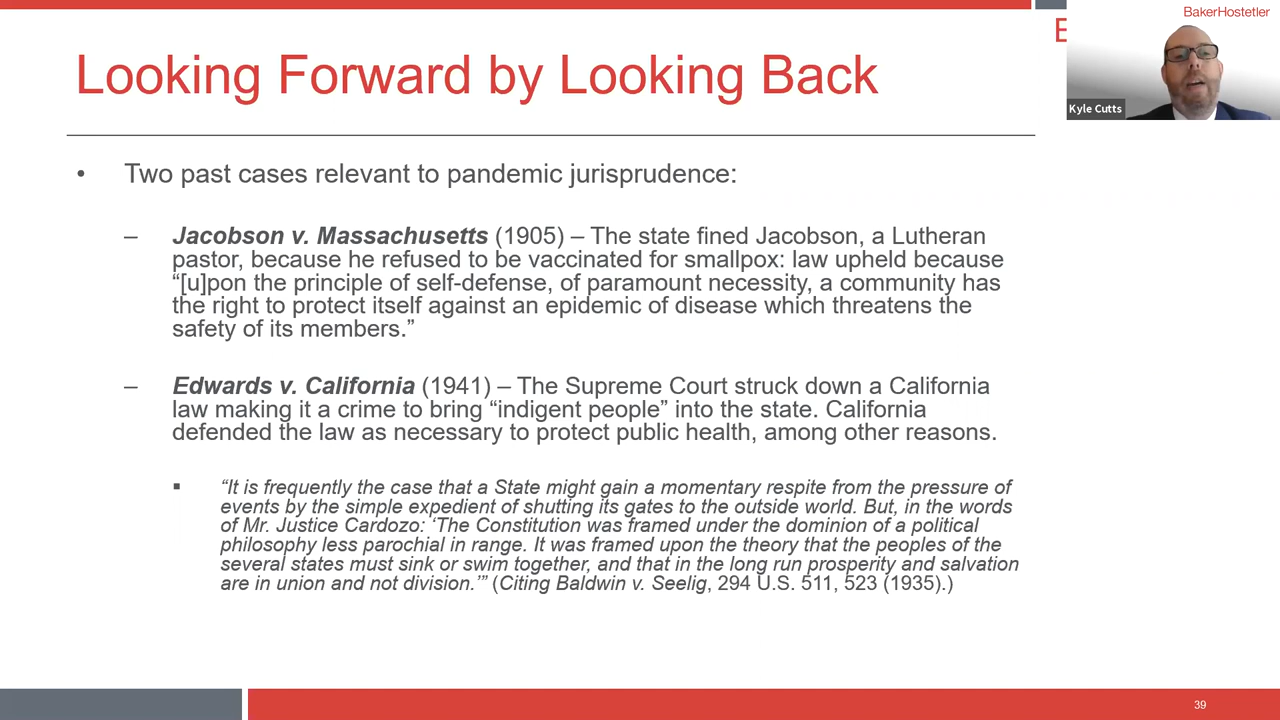 BakerHostetler
Kyle Cutts
Looking Forward by Looking Back
• Two past cases relevant to pandemic jurisprudence:
– Jacobson v. Massachusetts (1905) – The state fined Jacobson, a Lutheran
pastor, because he refused to be vaccinated for smallpox: law upheld because
“[u]pon the principle of self-defense, of paramount necessity, a community has
the right to protect itself against an epidemic of disease which threatens the
safety of its members.”
– Edwards v. California (1941) – The Supreme Court struck down a California
law making it a crime to bring “indigent people” into the state. California
defended the law as necessary to protect public health, among other reasons.
▪ “It is frequently the case that a State might gain a momentary respite from the pressure of
events by the simple expedient of shutting its gates to the outside world. But, in the words
of Mr. Justice Cardozo: ‘The Constitution was framed under the dominion of a political
philosophy less parochial in range. It was framed upon the theory that the peoples of the
several states must sink or swim together, and that in the long run prosperity and salvation
are in union and not division.’” (Citing Baldwin v. Seelig, 294 U.S. 511, 523 (1935).)
39